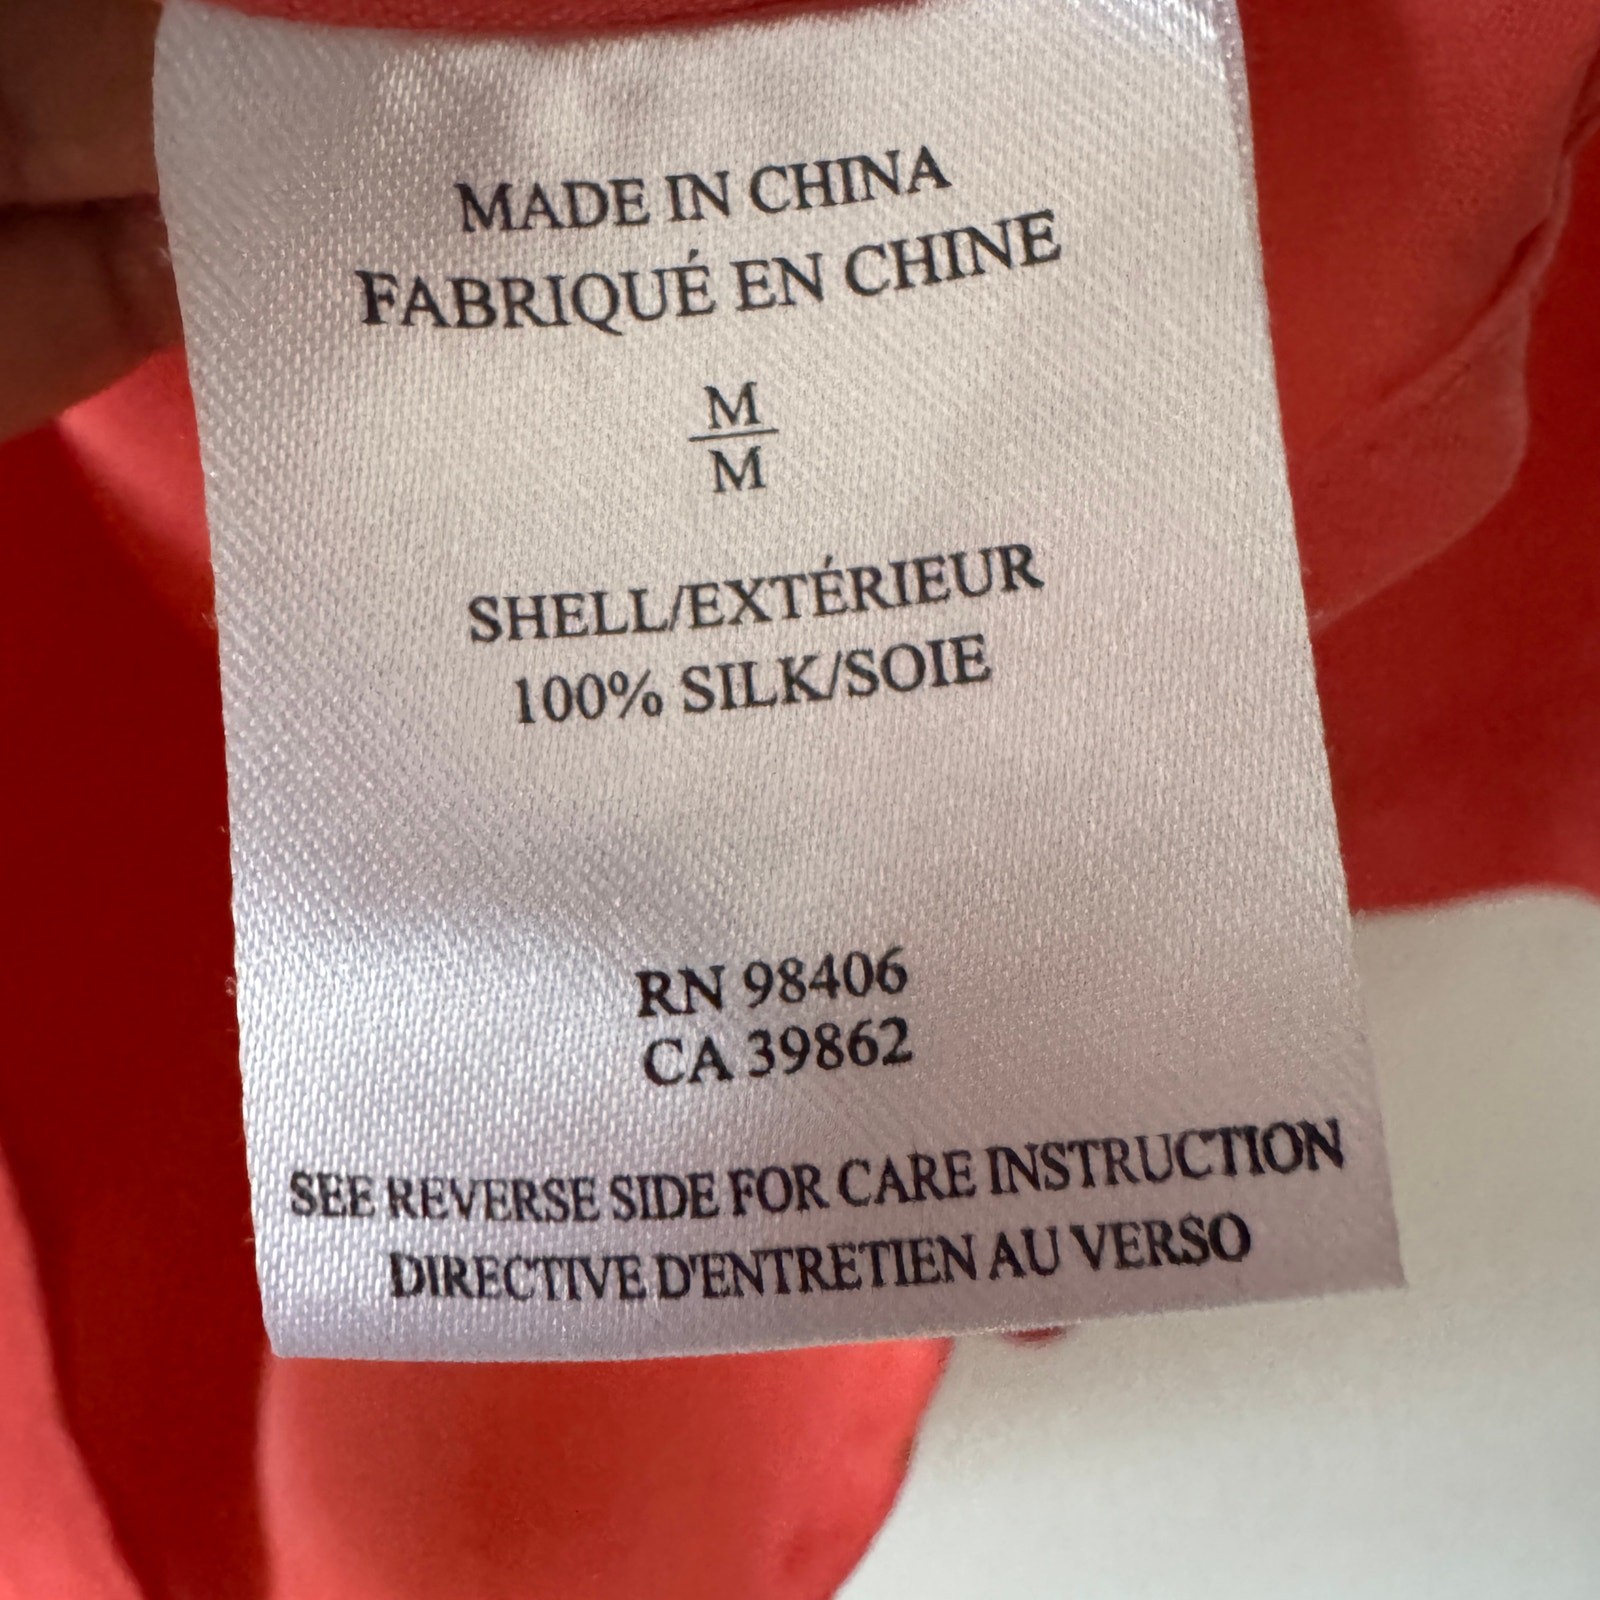 MADE IN CHINA
FABRIQUÉ EN CHINE
M
M
SHELL/EXTÉRIEUR
100% SILK/SOIE
RN 98406
CA 39862
SEE REVERSE SIDE FOR CARE INSTRUCTION
DIRECTIVE D'ENTRETIEN AU VERSO